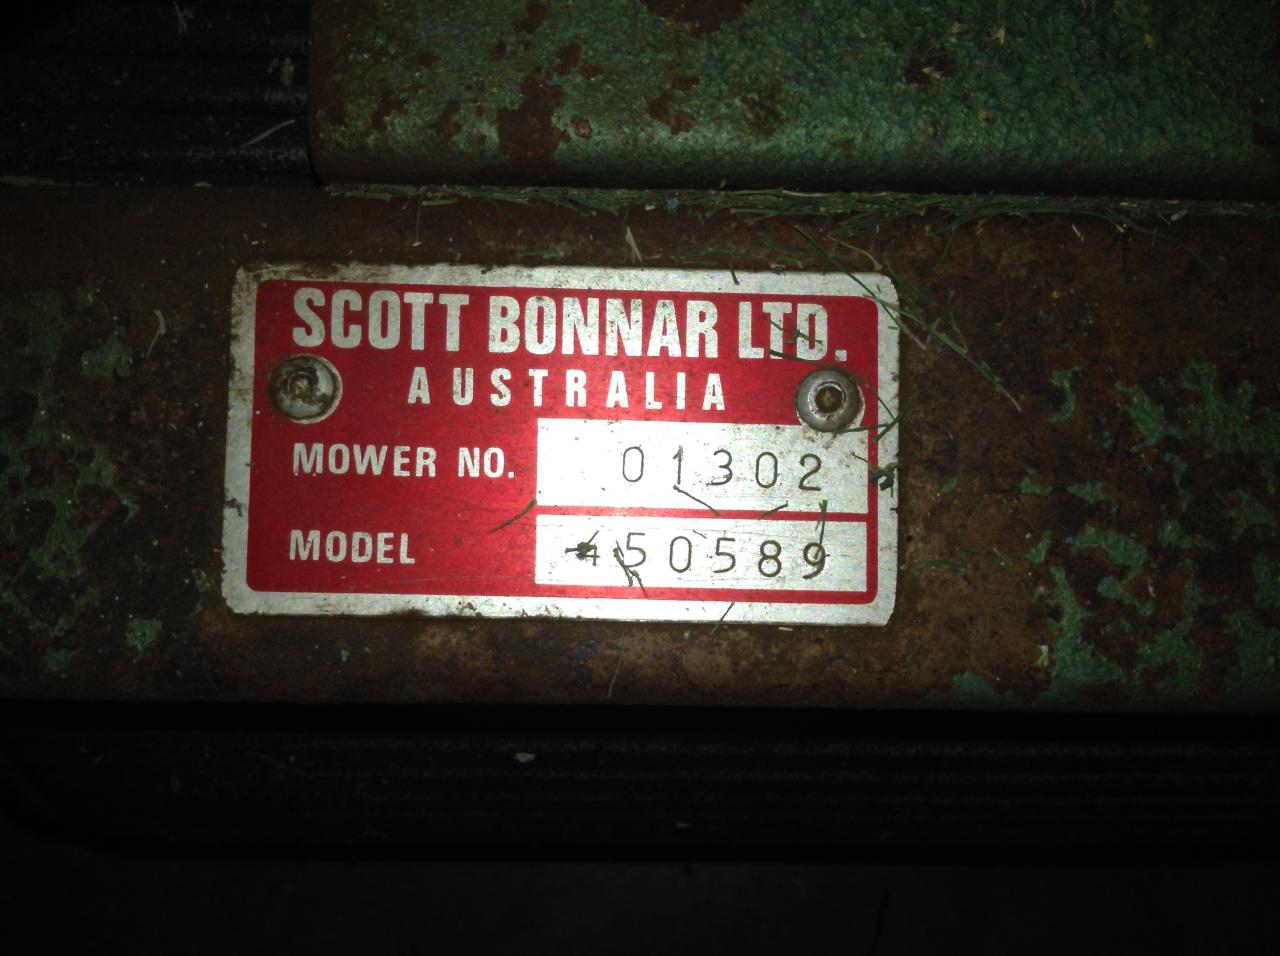 SCOTT BONNAR LTD.
AUSTRALIA
MOWER NO. 01302
MODEL 450589